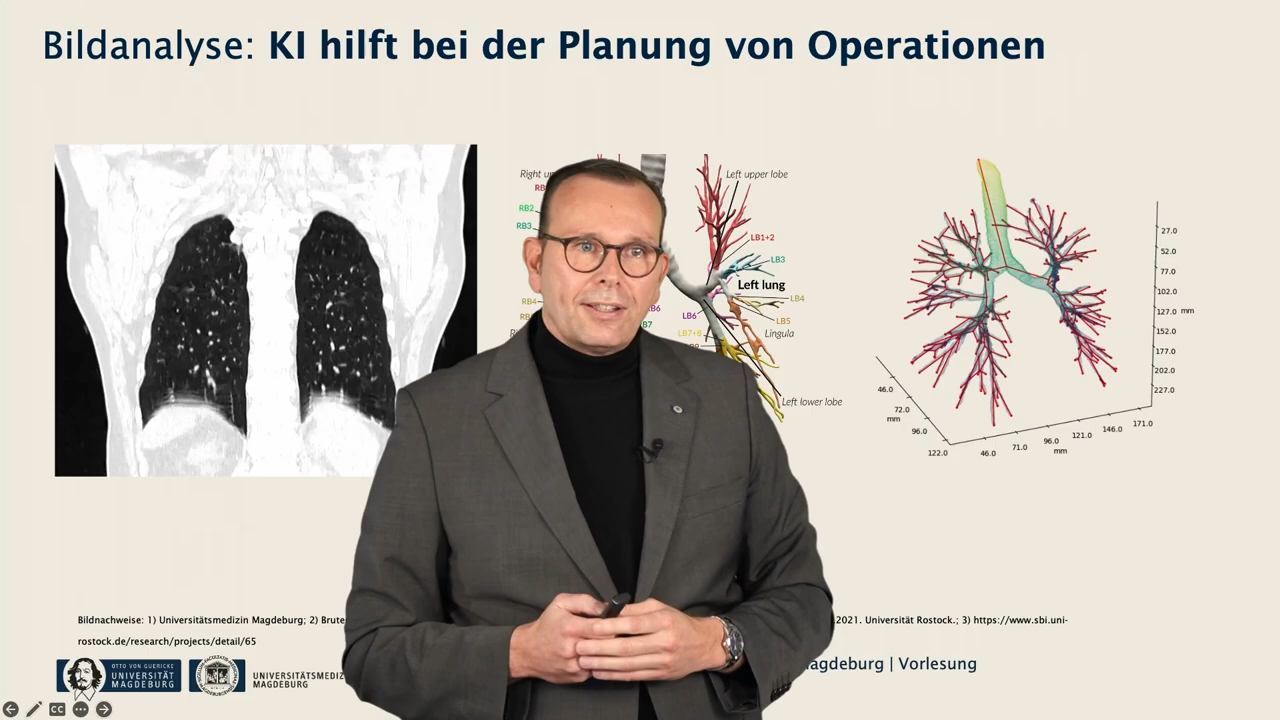 Bildanalyse: KI hilft bei der Planung von Operationen
Left upper lobe
RB2
RB3
LB1+2
LB3
Left lung
RB4
LB4
LB6
LB5
LB7+8
Lingula
Left lower lobe
27.0
52.0
77.0
102.0
127.0 mm
152.0
177.0
202.0
227.0
46.0
72.0
mm
96.0
122.0
46.0
71.0
96.0
mm
121.0
146.0
171.0
Bildnachweise: 1) Universitätsmedizin Magdeburg; 2)
2021. Universität Rostock.; 3) https://www.sbi.uni-
rostock.de/research/projects/detail/65
OTTO VON GUERICKE
UNIVERSITÄT
MAGDEBURG
MAGDEBURG
| Vorlesung
CC